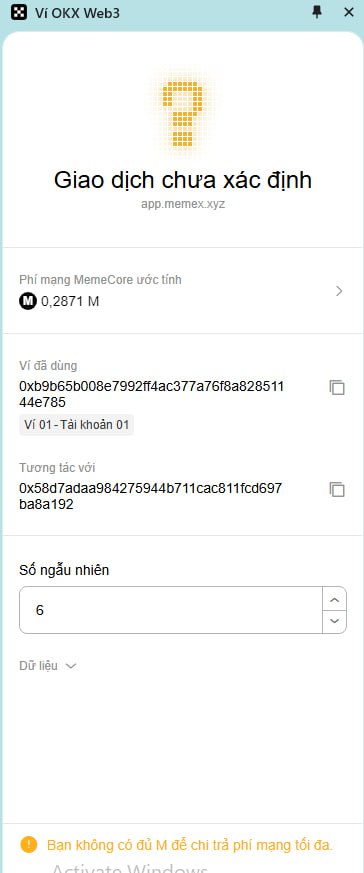 Ví OKX Web3
Giao dịch chưa xác định
app.memex.xyz
Phí mạng MemeCore ước tính
M 0,2871 M
Ví đã dùng
0xb9b65b008e7992ff4ac377a76f8a828511
44e785
Ví 01 - Tài khoản 01
Tương tác với
0x58d7adaa984275944b711cac811fcd697
ba8a192
Số ngẫu nhiên
6
Dữ liệu
Bạn không có đủ M để chi trả phí mạng tối đa.
Activate Windows